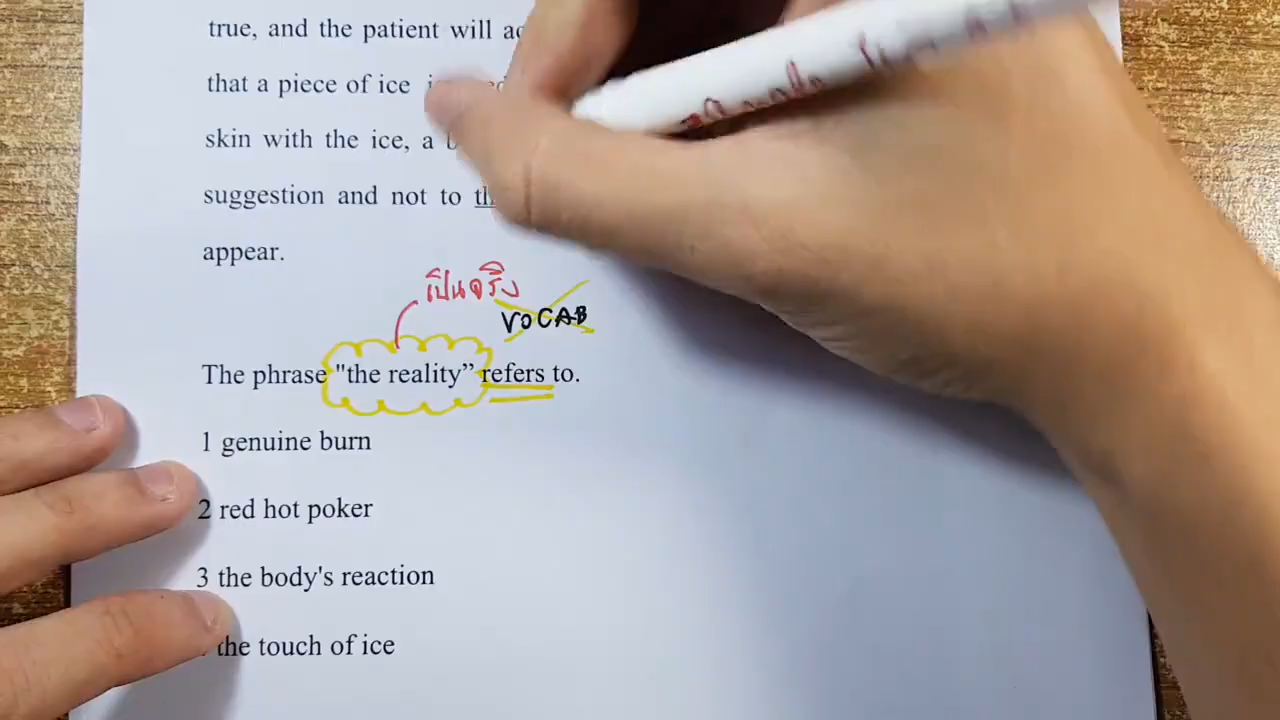 true, and the patient will
that a piece of ice
skin with the ice, a
suggestion and not to
appear.
เป็นจริง
VOCAB
The phrase "the reality” refers to.
1 genuine burn
2 red hot poker
3 the body's reaction
the touch of ice